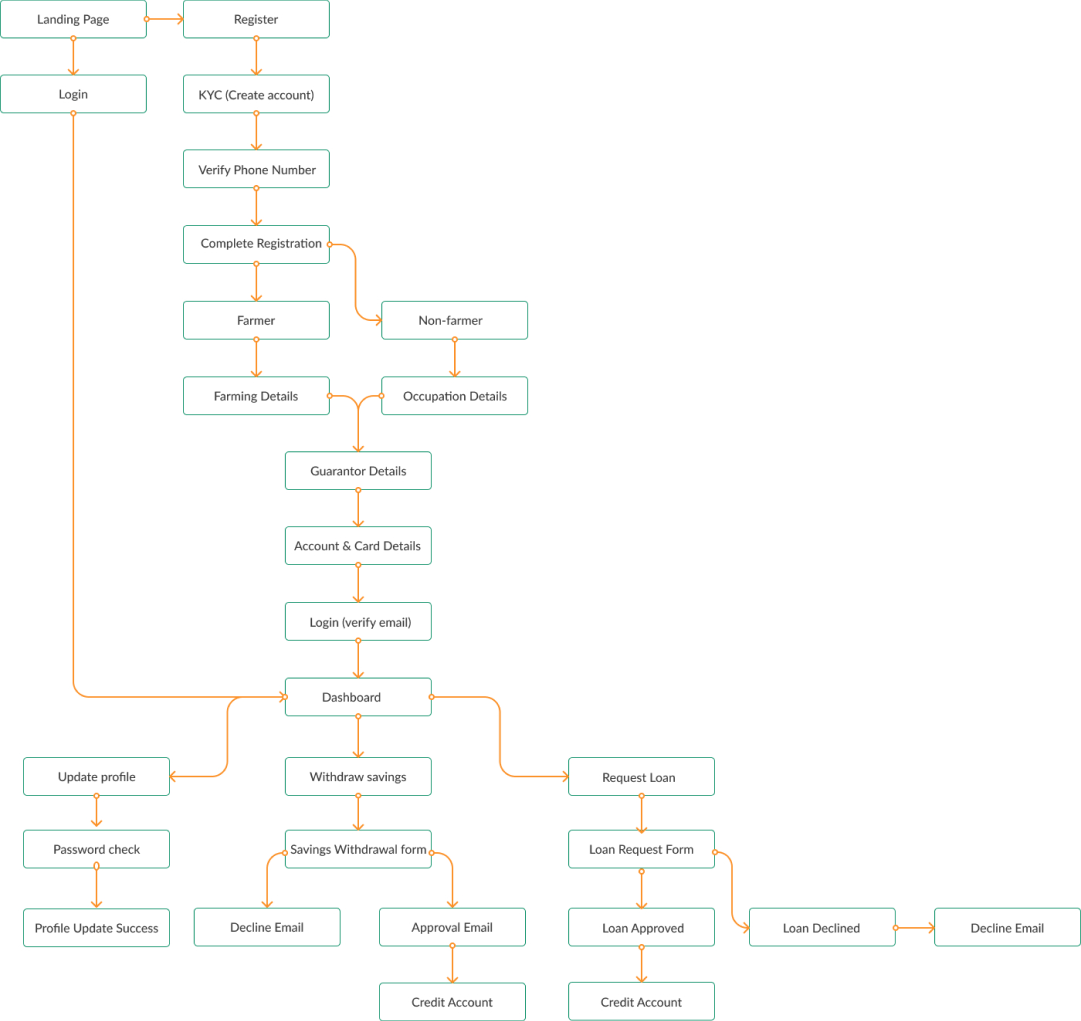 Landing Page
Register
Login
KYC (Create account)
Verify Phone Number
Complete Registration
Farmer
Non-farmer
Farming Details
Occupation Details
Guarantor Details
Account & Card Details
Login (verify email)
Dashboard
Update profile
Withdraw savings
Request Loan
Password check
Savings Withdrawal form
Loan Request Form
Profile Update Success
Decline Email
Approval Email
Loan Approved
Loan Declined
Decline Email
Credit Account
Credit Account